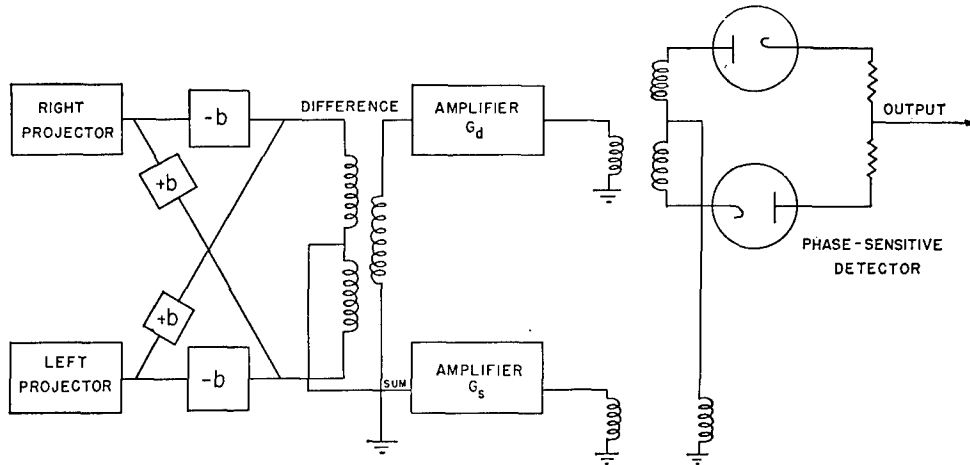 RIGHT
PROJECTOR
-b
+b
+b
LEFT
PROJECTOR
-b
DIFFERENCE
SUM
AMPLIFIER
Gd
AMPLIFIER
Gs
OUTPUT
PHASE-SENSITIVE
DETECTOR